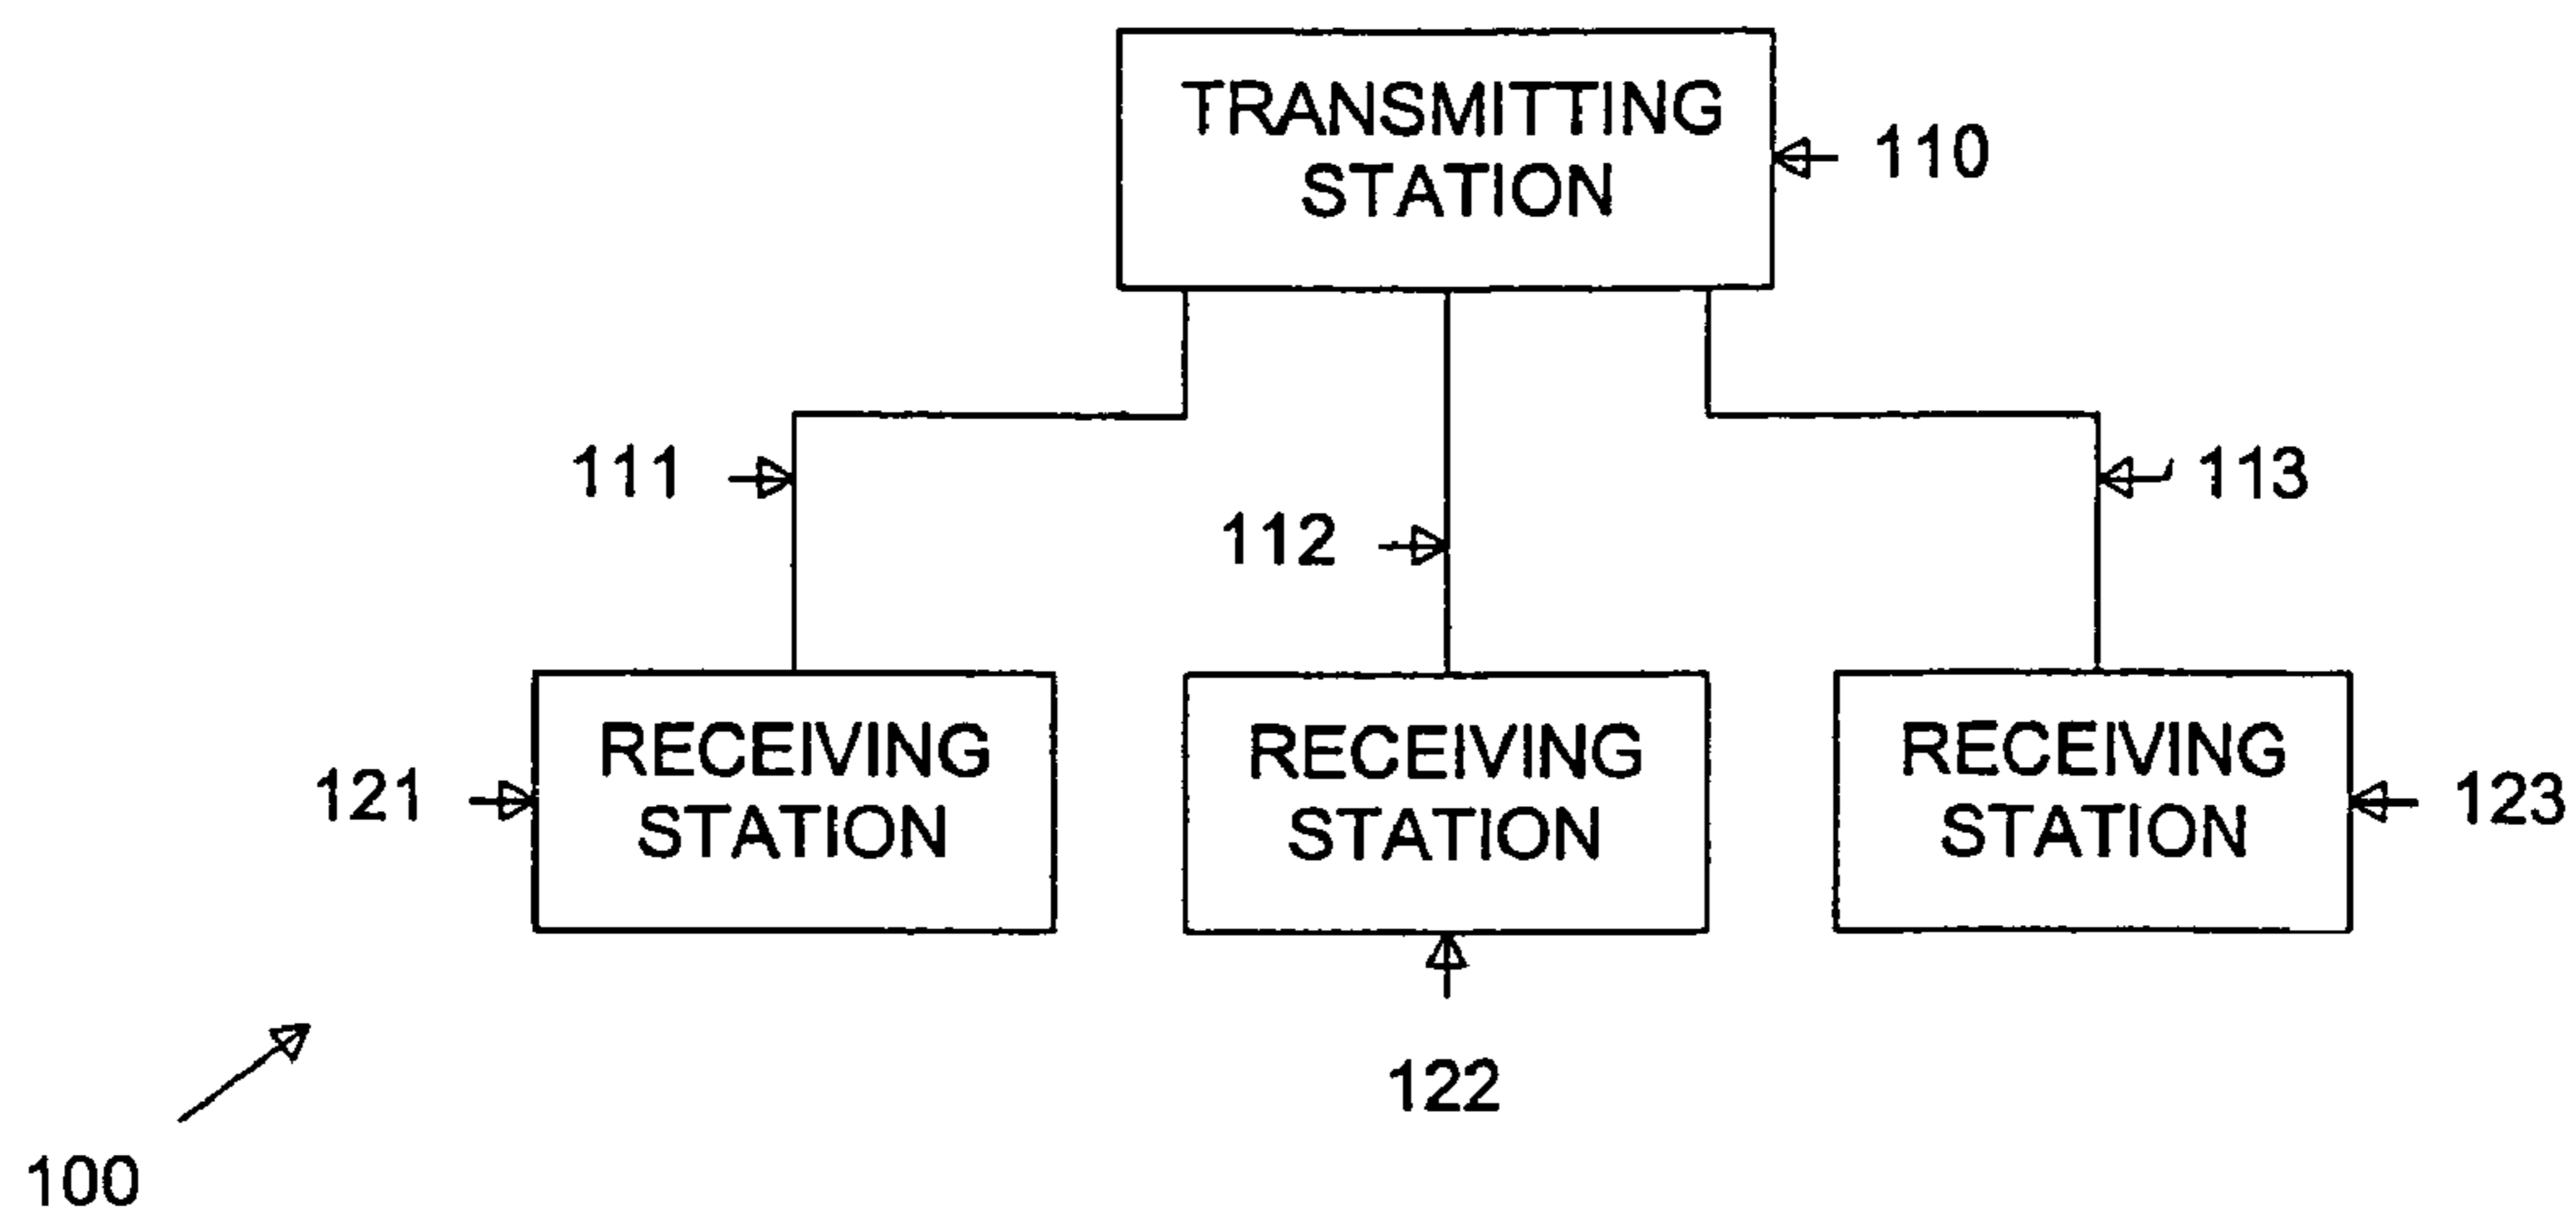 TRANSMITTING
STATION
110
111
112
113
RECEIVING
STATION
RECEIVING
STATION
RECEIVING
STATION
121
123
122
100